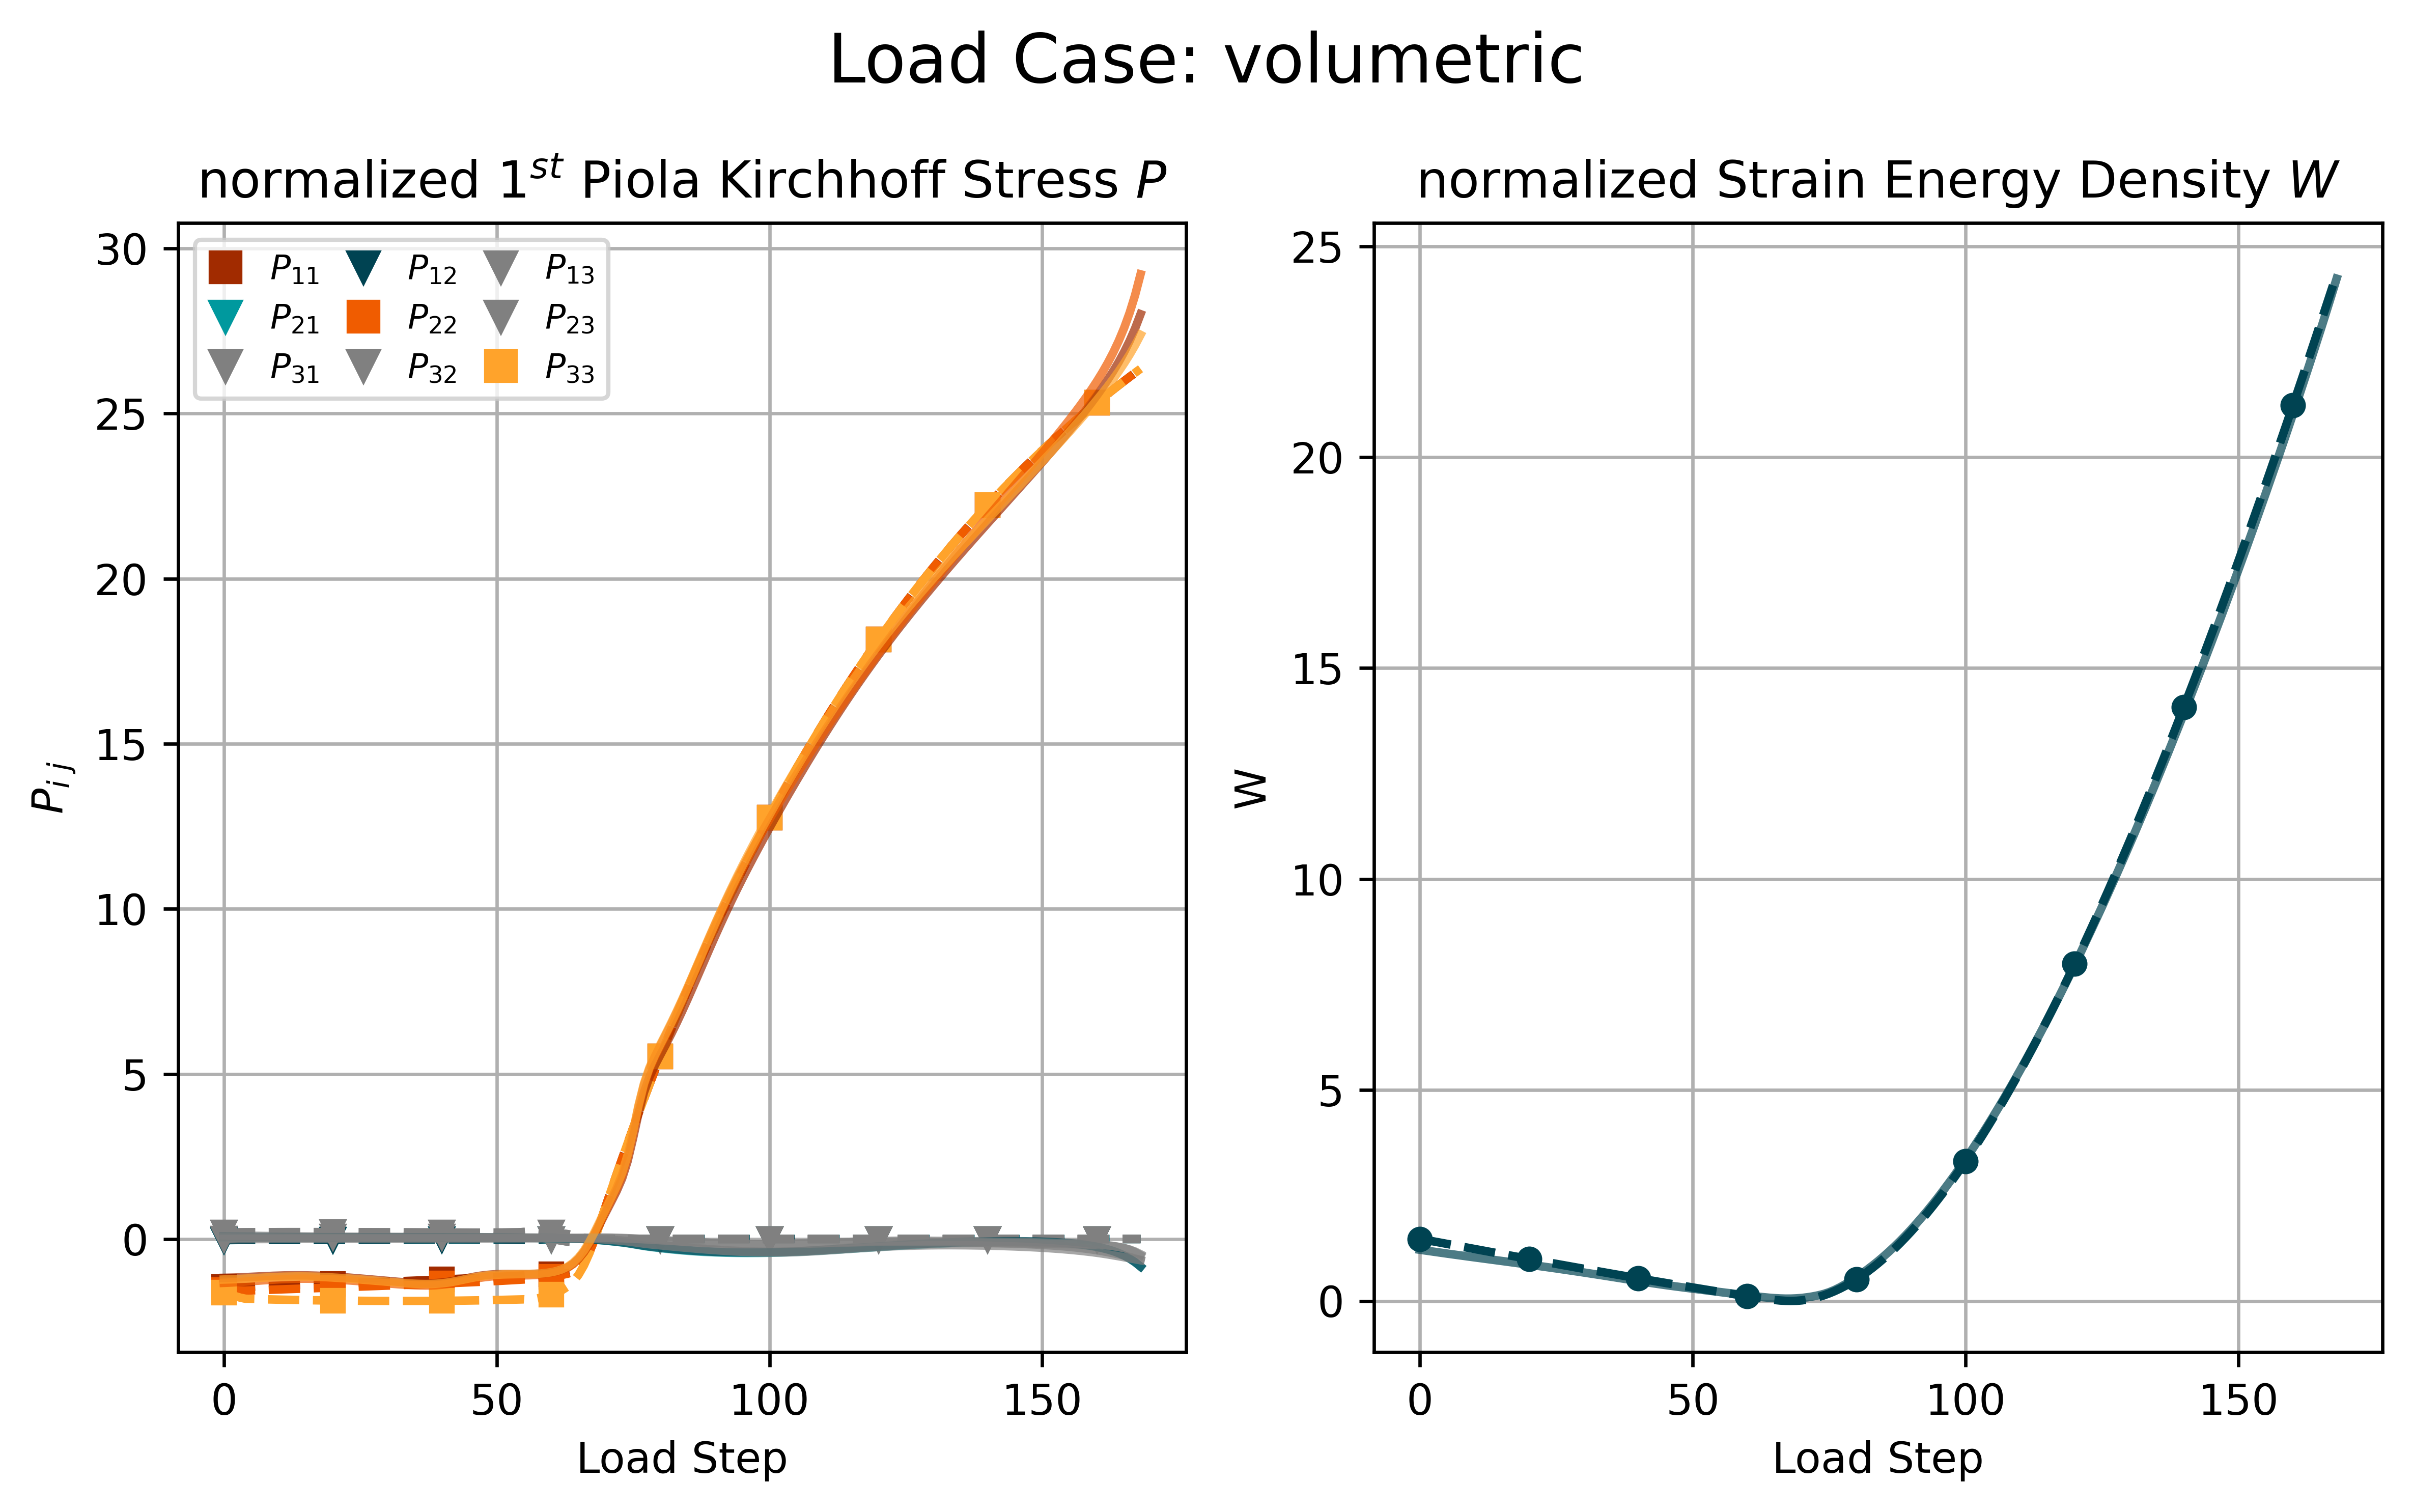 Load Case: volumetric
normalized 1st Piola Kirchhoff Stress P
30
25
20
15
10
5
0
P11 P12 P13
P21 P22 P23
P31 P32 P33
Pi j
0 50 100 150
Load Step
normalized Strain Energy Density W
25
20
15
10
5
0
W
0 50 100 150
Load Step